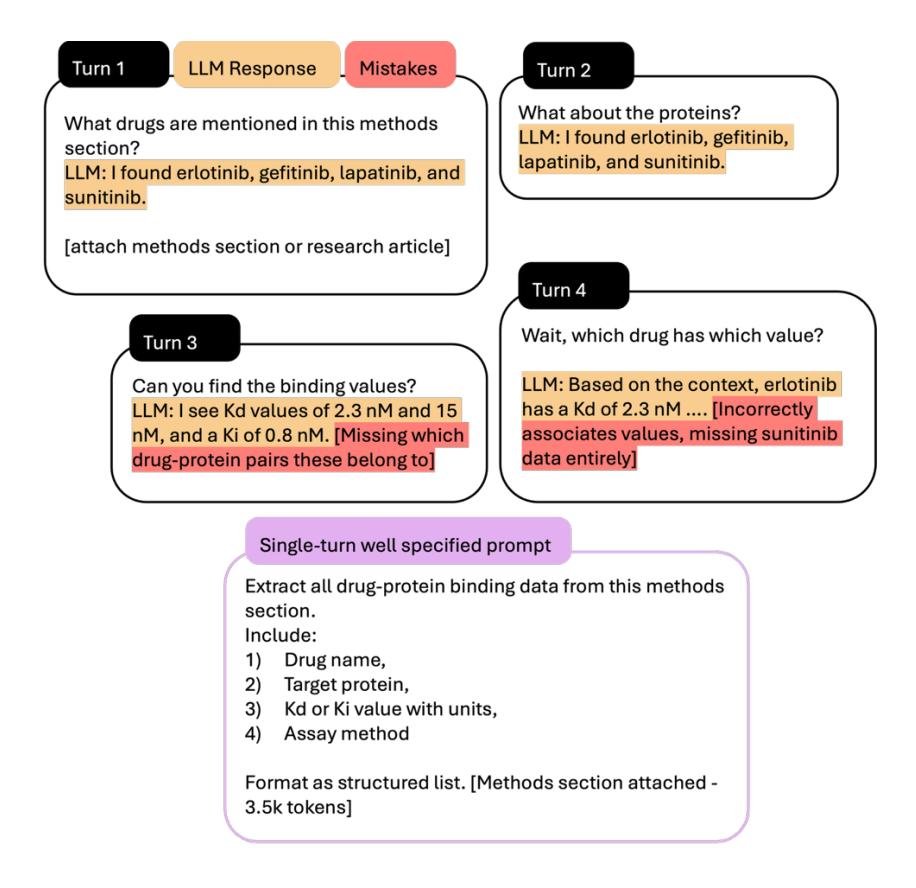 Turn 1
LLM Response
Mistakes
What drugs are mentioned in this methods
section?
LLM: I found erlotinib, gefitinib, lapatinib, and
sunitinib.
[attach methods section or research article]
Turn 2
What about the proteins?
LLM: I found erlotinib, gefitinib,
lapatinib, and sunitinib.
Turn 3
Can you find the binding values?
LLM: I see Kd values of 2.3 nM and 15
nM, and a Ki of 0.8 nM. [Missing which
drug-protein pairs these belong to]
Turn 4
Wait, which drug has which value?
LLM: Based on the context, erlotinib
has a Kd of 2.3 nM .... [Incorrectly
associates values, missing sunitinib
data entirely]
Single-turn well specified prompt
Extract all drug-protein binding data from this methods
section.
Include:
1) Drug name,
2) Target protein,
3) Kd or Ki value with units,
4) Assay method
Format as structured list. [Methods section attached -
3.5k tokens]